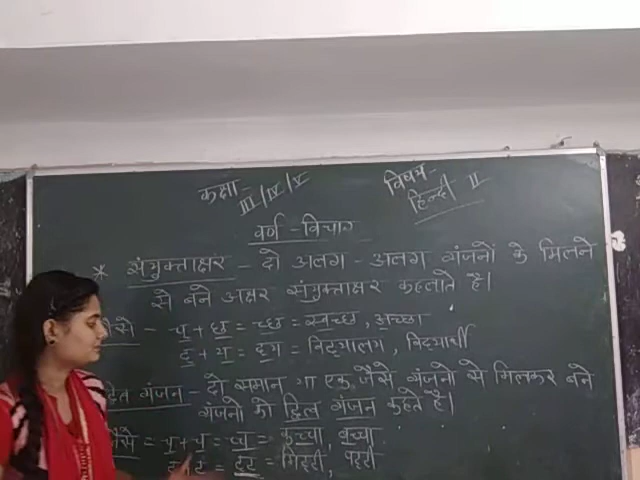 कक्षा- विषय-
III/IV/V हिन्दी II
वर्ण-विचार
* संयुक्ताक्षर - दो अलग-अलग व्यंजनों के मिलने
से बने अक्षर संयुक्ताक्षर कहलाते है।
जैसे - च्+छ = च्छ = स्वच्छ, अच्छा
द्+य = द्य = विद्यालय, विद्यार्थी
व्यंजन - दो समान या एक जैसे व्यंजनो से मिलकर बने
व्यंजनो को द्वित्व व्यंजन कहते है।
जैसे = च्+च = च्च = कच्चा, बच्चा
= ट्ट = मिट्टी, पट्टी